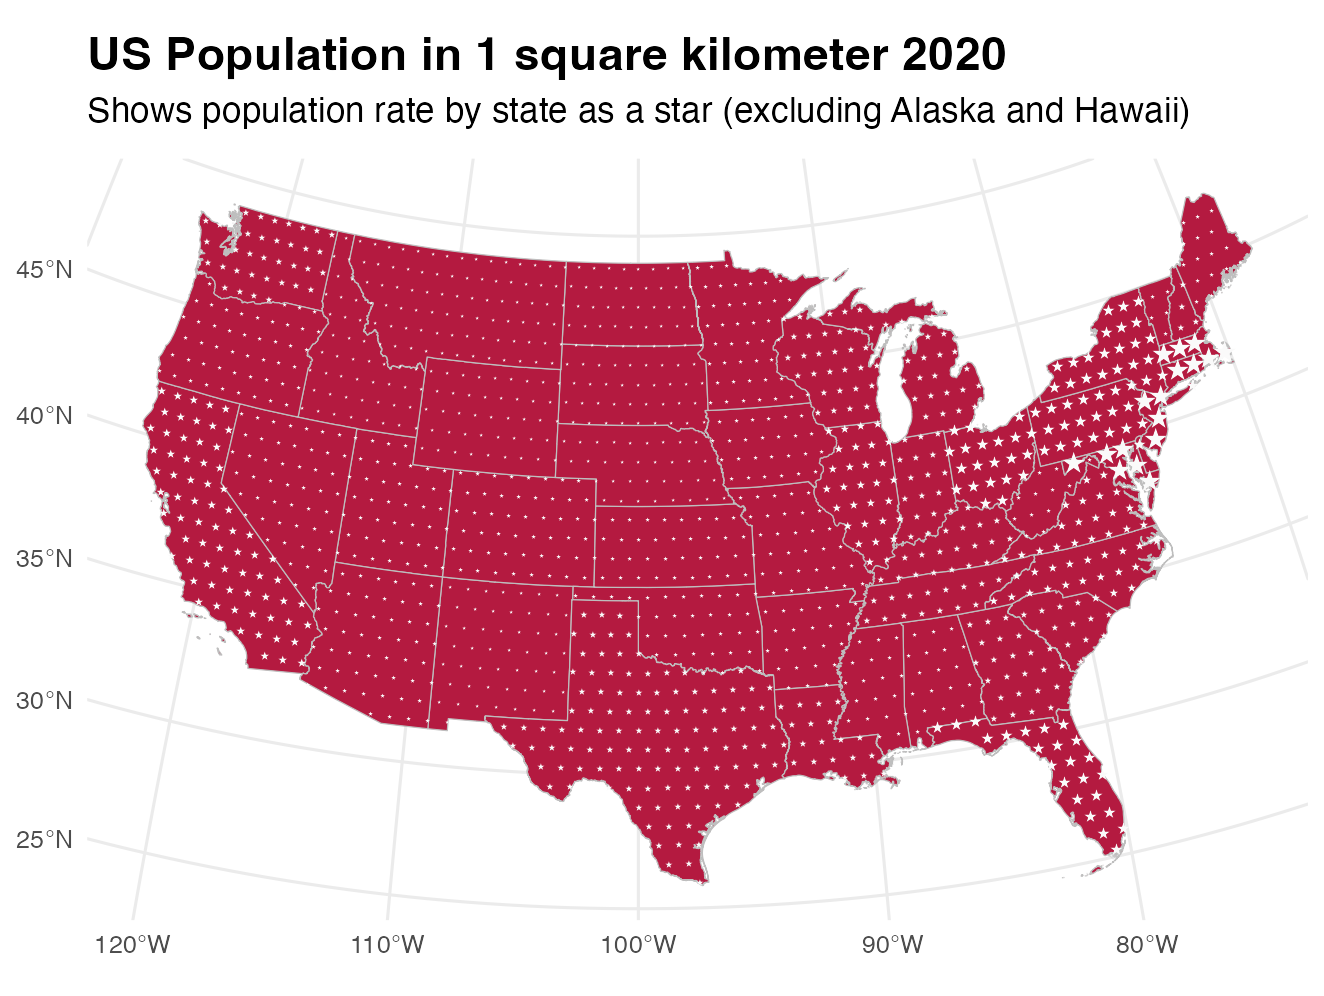 US Population in 1 square kilometer 2020
Shows population rate by state as a star (excluding Alaska and Hawaii)
45°N
40°N
35°N
30°N
25°N
120°W 110°W 100°W 90°W 80°W